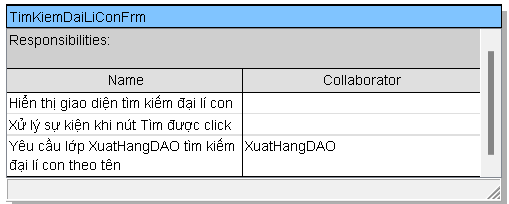 TimKiemDaiLiConFrm
Responsibilities:
Name
Collaborator
Hiển thị giao diện tìm kiếm đại lí con
Xử lý sự kiện khi nút Tìm được click
Yêu cầu lớp XuatHangDAO tìm kiếm
đại lí con theo tên
XuatHangDAO